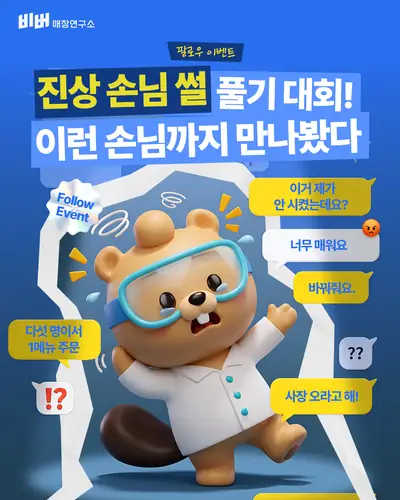 비버 매장연구소
팔로우 이벤트
진상 손님 썰 풀기 대회!
이런 손님까지 만나봤다
Follow
Event
이거 제가
안 시켰는데요?
너무 매워요
바꿔줘요.
다섯 명이서
1메뉴 주문
!?
??
사장 오라고 해!